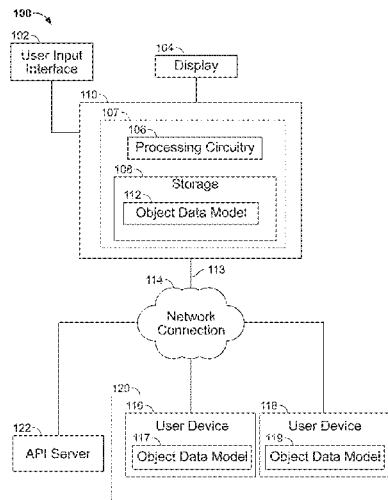 100
102
User Input
Interface
104
Display
110
107
106
Processing Circuitry
108
Storage
112
Object Data Model
113
114
Network
Connection
120
122
API Server
116
User Device
117
Object Data Model
118
User Device
119
Object Data Model